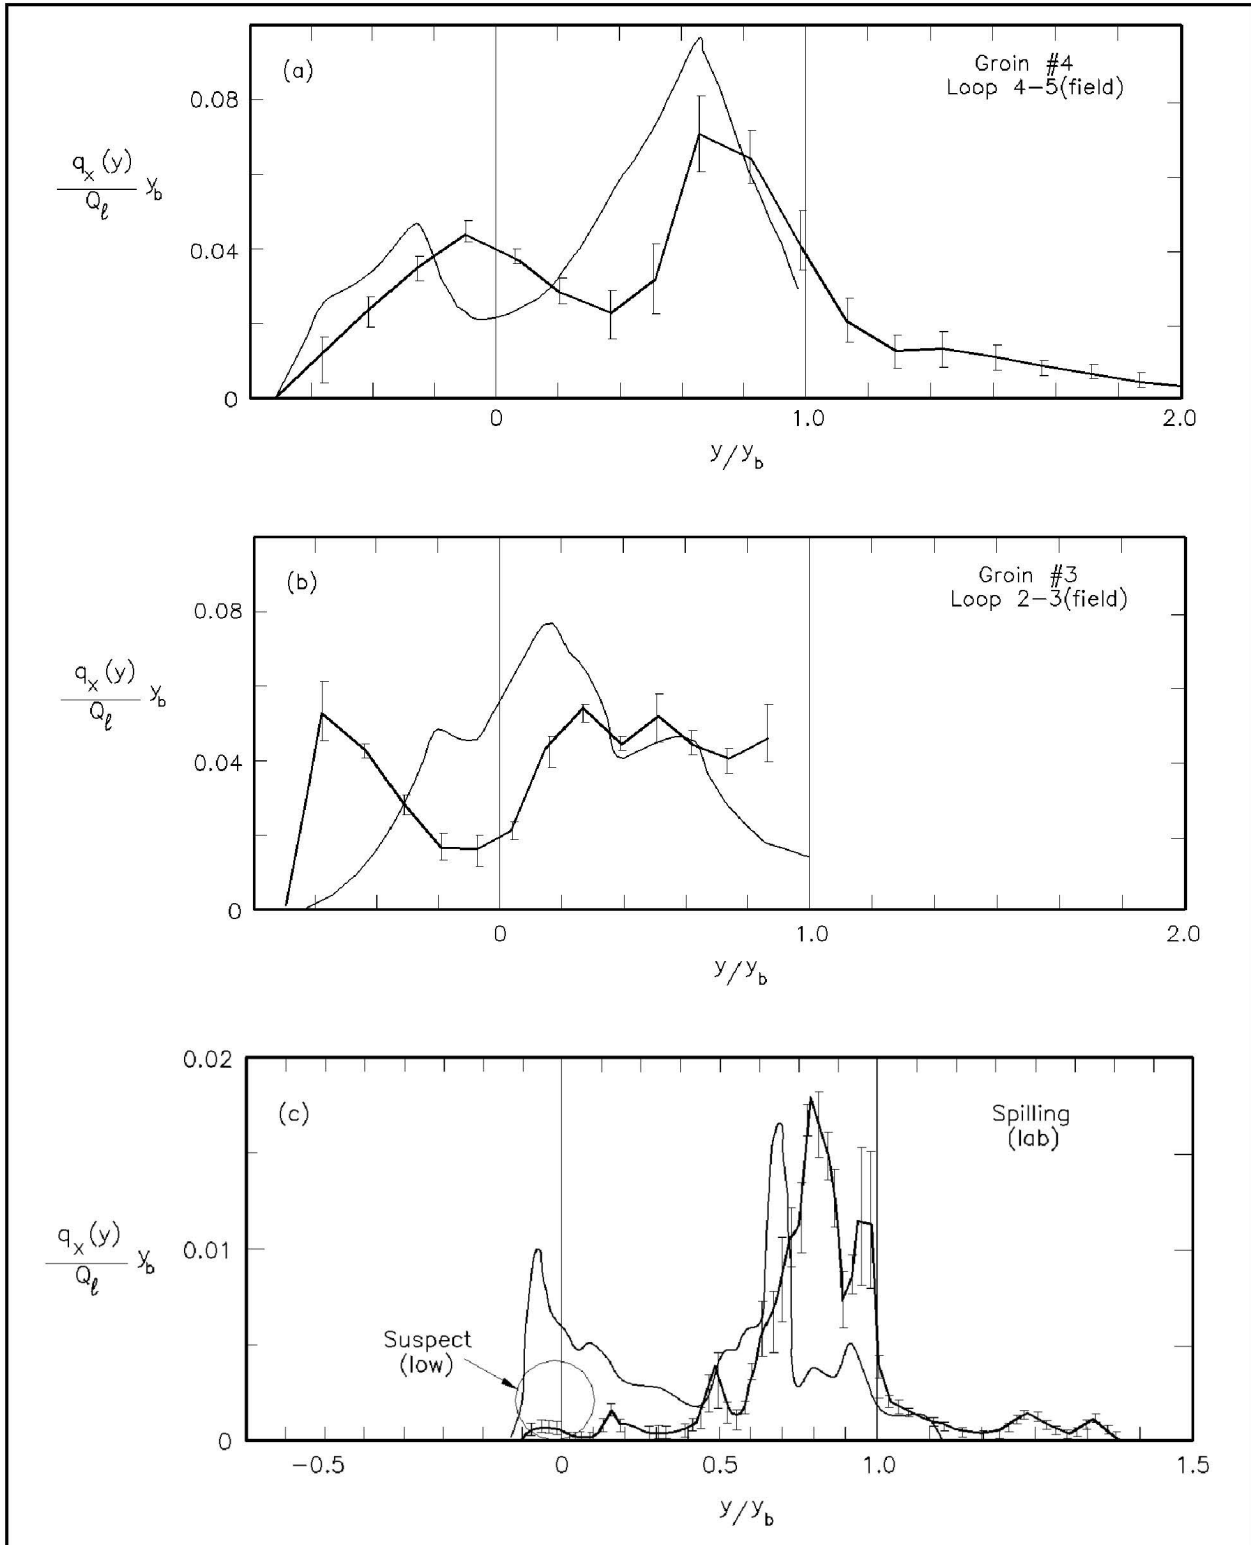 (a)
Groin #4
Loop 4-5(field)
0.08
q_x(y)
Q_ℓ
y_b
0.04
0
0
1.0
2.0
y/y_b
(b)
Groin #3
Loop 2-3(field)
0.08
q_x(y)
Q_ℓ
y_b
0.04
0
0
1.0
2.0
y/y_b
0.02
(c)
Spilling
(lab)
q_x(y)
Q_ℓ
y_b
0.01
Suspect
(low)
0
-0.5
0
0.5
1.0
1.5
y/y_b